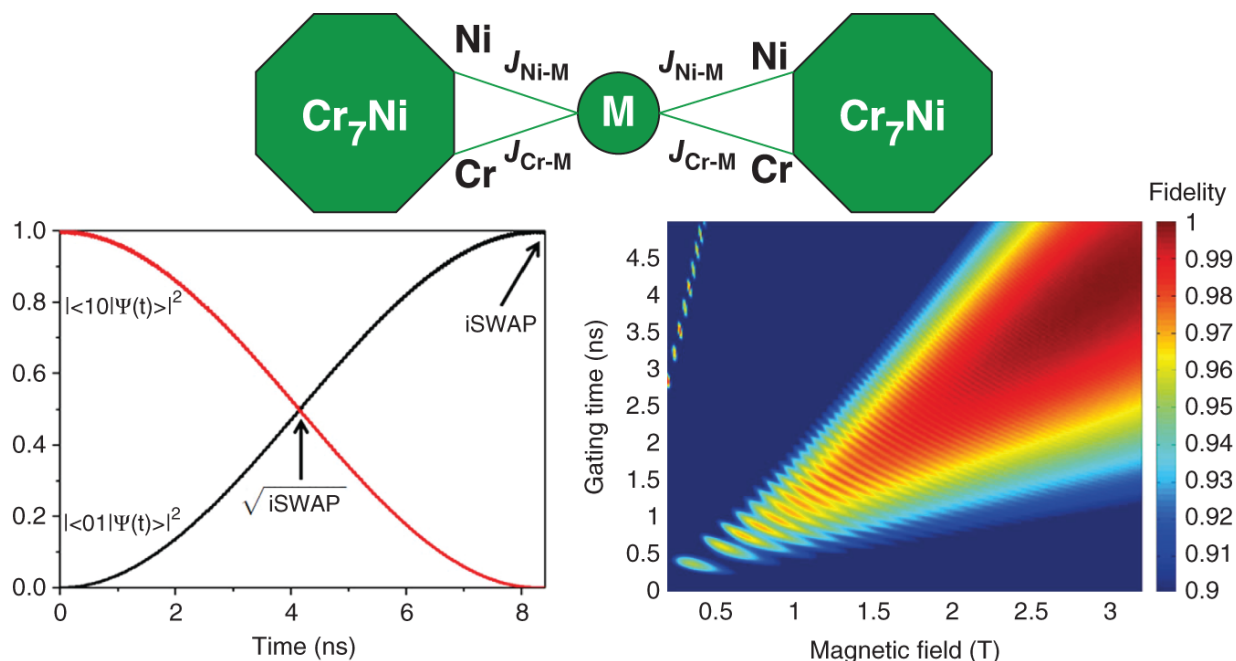 Ni
J Ni-M
J Ni-M
Ni
Cr7Ni
M
Cr7Ni
Cr
J Cr-M
J Cr-M
Cr
1.0
0.8
0.6
0.4
0.2
0.0
|<10|Ψ(t)>|²
|<01|Ψ(t)>|²
iSWAP
√iSWAP
0
2
4
6
8
Time (ns)
Fidelity
4.5
4
3.5
3
2.5
2
1.5
1
0.5
0
Gating time (ns)
0.5
1
1.5
2
2.5
3
Magnetic field (T)
1
0.99
0.98
0.97
0.96
0.95
0.94
0.93
0.92
0.91
0.9